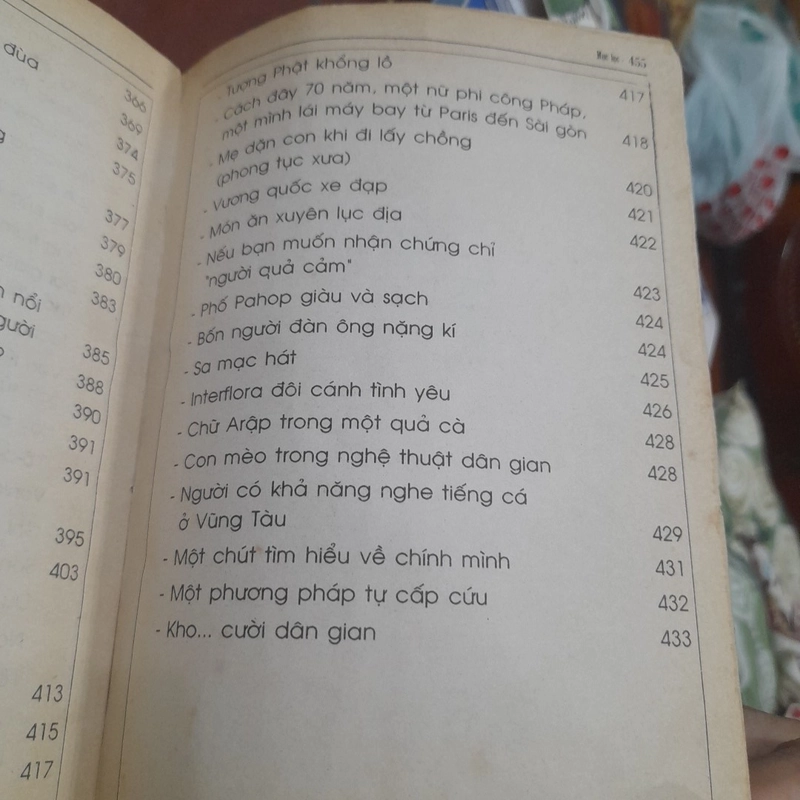 đùa
366
369
374
375
377
379
380
nổi 383
người
385
388
390
391
391
395
403
413
415
417
Mục lục - 455
- Tượng Phật khổng lồ 417
- Cách đây 70 năm, một nữ phi công Pháp,
một mình lái máy bay từ Paris đến Sài gòn 418
- Mẹ dặn con khi đi lấy chồng
(phong tục xưa) 420
- Vương quốc xe đạp 421
- Món ăn xuyên lục địa 422
- Nếu bạn muốn nhận chứng chỉ
"người quả cảm" 423
- Phố Pahop giàu và sạch 424
- Bốn người đàn ông nặng kí 424
- Sa mạc hát 425
- Interflora đôi cánh tình yêu 426
- Chữ Arập trong một quả cà 428
- Con mèo trong nghệ thuật dân gian 428
- Người có khả năng nghe tiếng cá
ở Vũng Tàu 429
- Một chút tìm hiểu về chính mình 431
- Một phương pháp tự cấp cứu 432
- Kho... cười dân gian 433